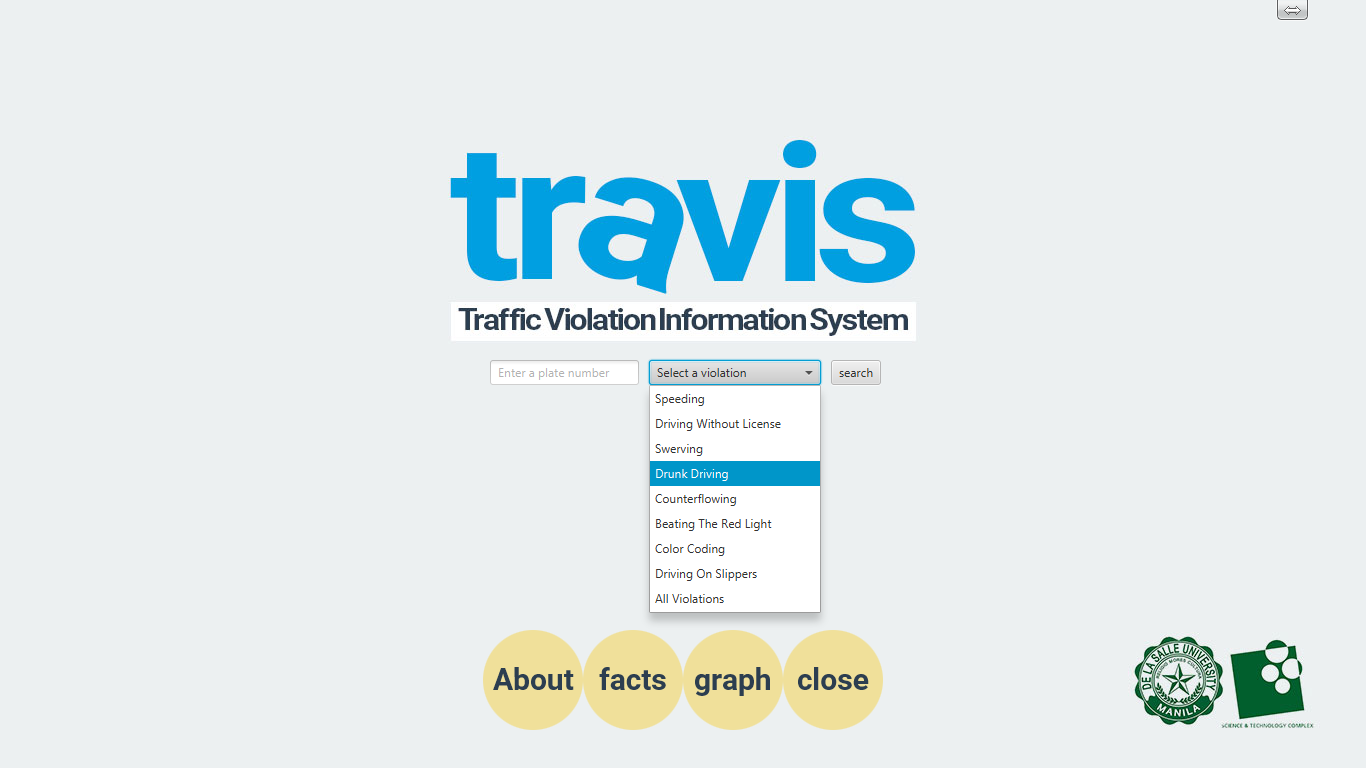 travis
Traffic Violation Information System
Enter a plate number
Select a violation
search
Speeding
Driving Without License
Swerving
Drunk Driving
Counterflowing
Beating The Red Light
Color Coding
Driving On Slippers
All Violations
About
facts
graph
close
DE LA SALLE UNIVERSITY
MANILA
SCIENCE & TECHNOLOGY COMPLEX